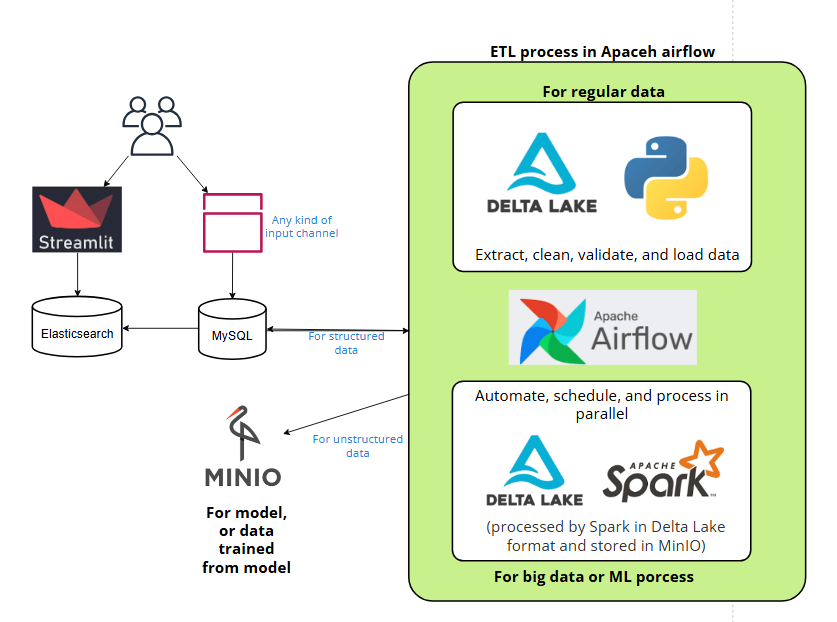 ETL process in Apaceh airflow
For regular data
DELTA LAKE
Extract, clean, validate, and load data
Streamlit
Any kind of
input channel
Elasticsearch
MySQL
For structured
data
Apache
Airflow
Automate, schedule, and process in
parallel
For unstructured
data
MINIO
For model,
or data
trained
from model
DELTA LAKE
APACHE
Spark
(processed by Spark in Delta Lake
format and stored in MinIO)
For big data or ML porcess